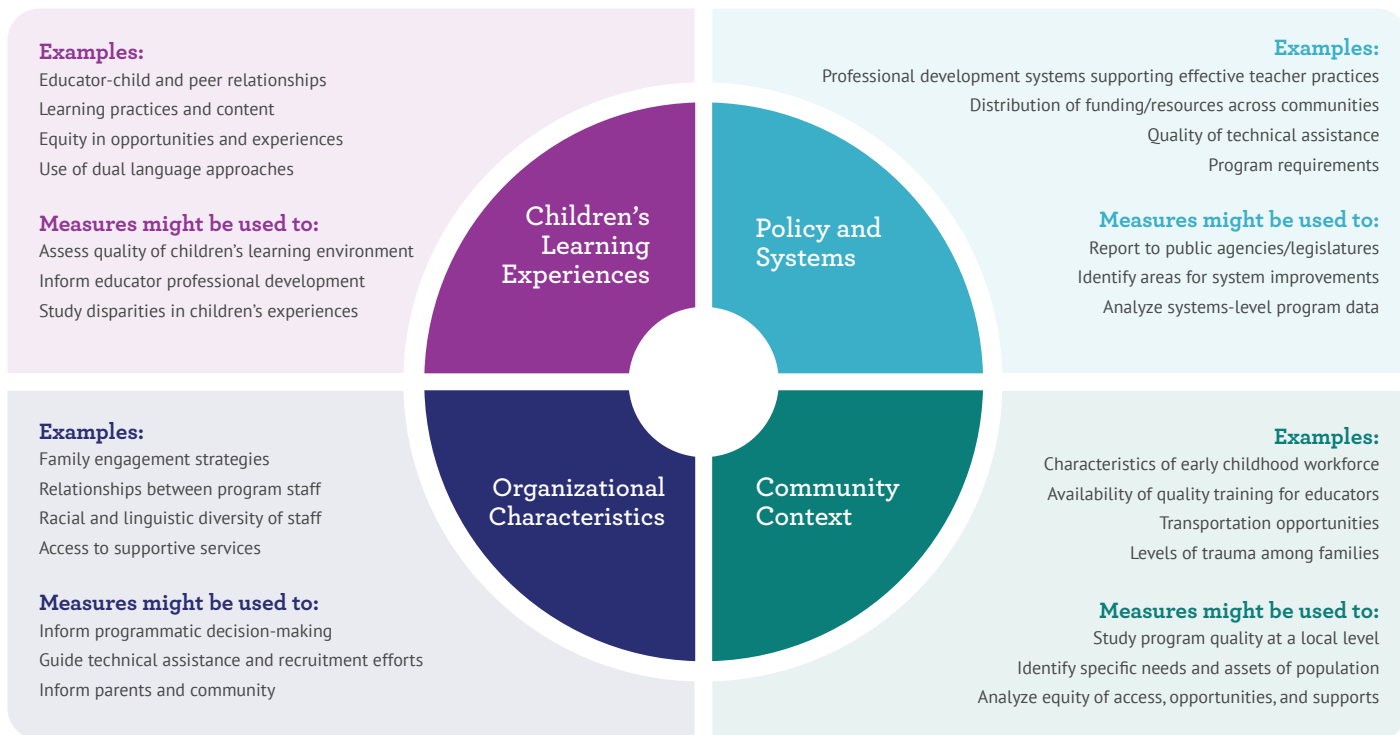 Examples:
Educator-child and peer relationships
Learning practices and content
Equity in opportunities and experiences
Use of dual language approaches
Measures might be used to:
Assess quality of children’s learning environment
Inform educator professional development
Study disparities in children’s experiences
Children’s
Learning
Experiences
Policy and
Systems
Examples:
Professional development systems supporting effective teacher practices
Distribution of funding/resources across communities
Quality of technical assistance
Program requirements
Measures might be used to:
Report to public agencies/legislatures
Identify areas for system improvements
Analyze systems-level program data
Examples:
Family engagement strategies
Relationships between program staff
Racial and linguistic diversity of staff
Access to supportive services
Measures might be used to:
Inform programmatic decision-making
Guide technical assistance and recruitment efforts
Inform parents and community
Organizational
Characteristics
Community
Context
Examples:
Characteristics of early childhood workforce
Availability of quality training for educators
Transportation opportunities
Levels of trauma among families
Measures might be used to:
Study program quality at a local level
Identify specific needs and assets of population
Analyze equity of access, opportunities, and supports